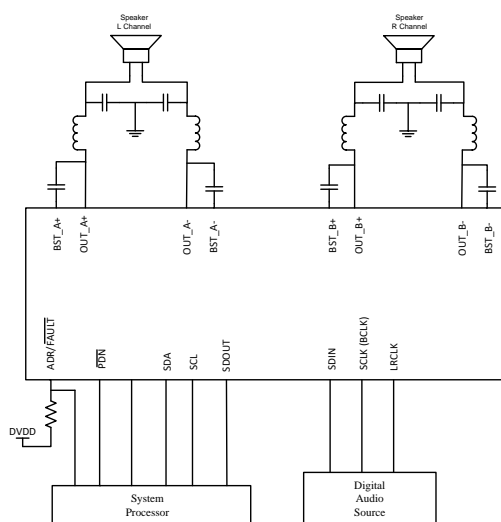 Speaker
L Channel
Speaker
R Channel
BST_A+
OUT_A+
OUT_A-
BST_A-
BST_B+
OUT_B+
OUT_B-
BST_B-
ADR/FAULT
PDN
SDA
SCL
SDOUT
SDIN
SCLK (BCLK)
LRCLK
DVDD
System
Processor
Digital
Audio
Source